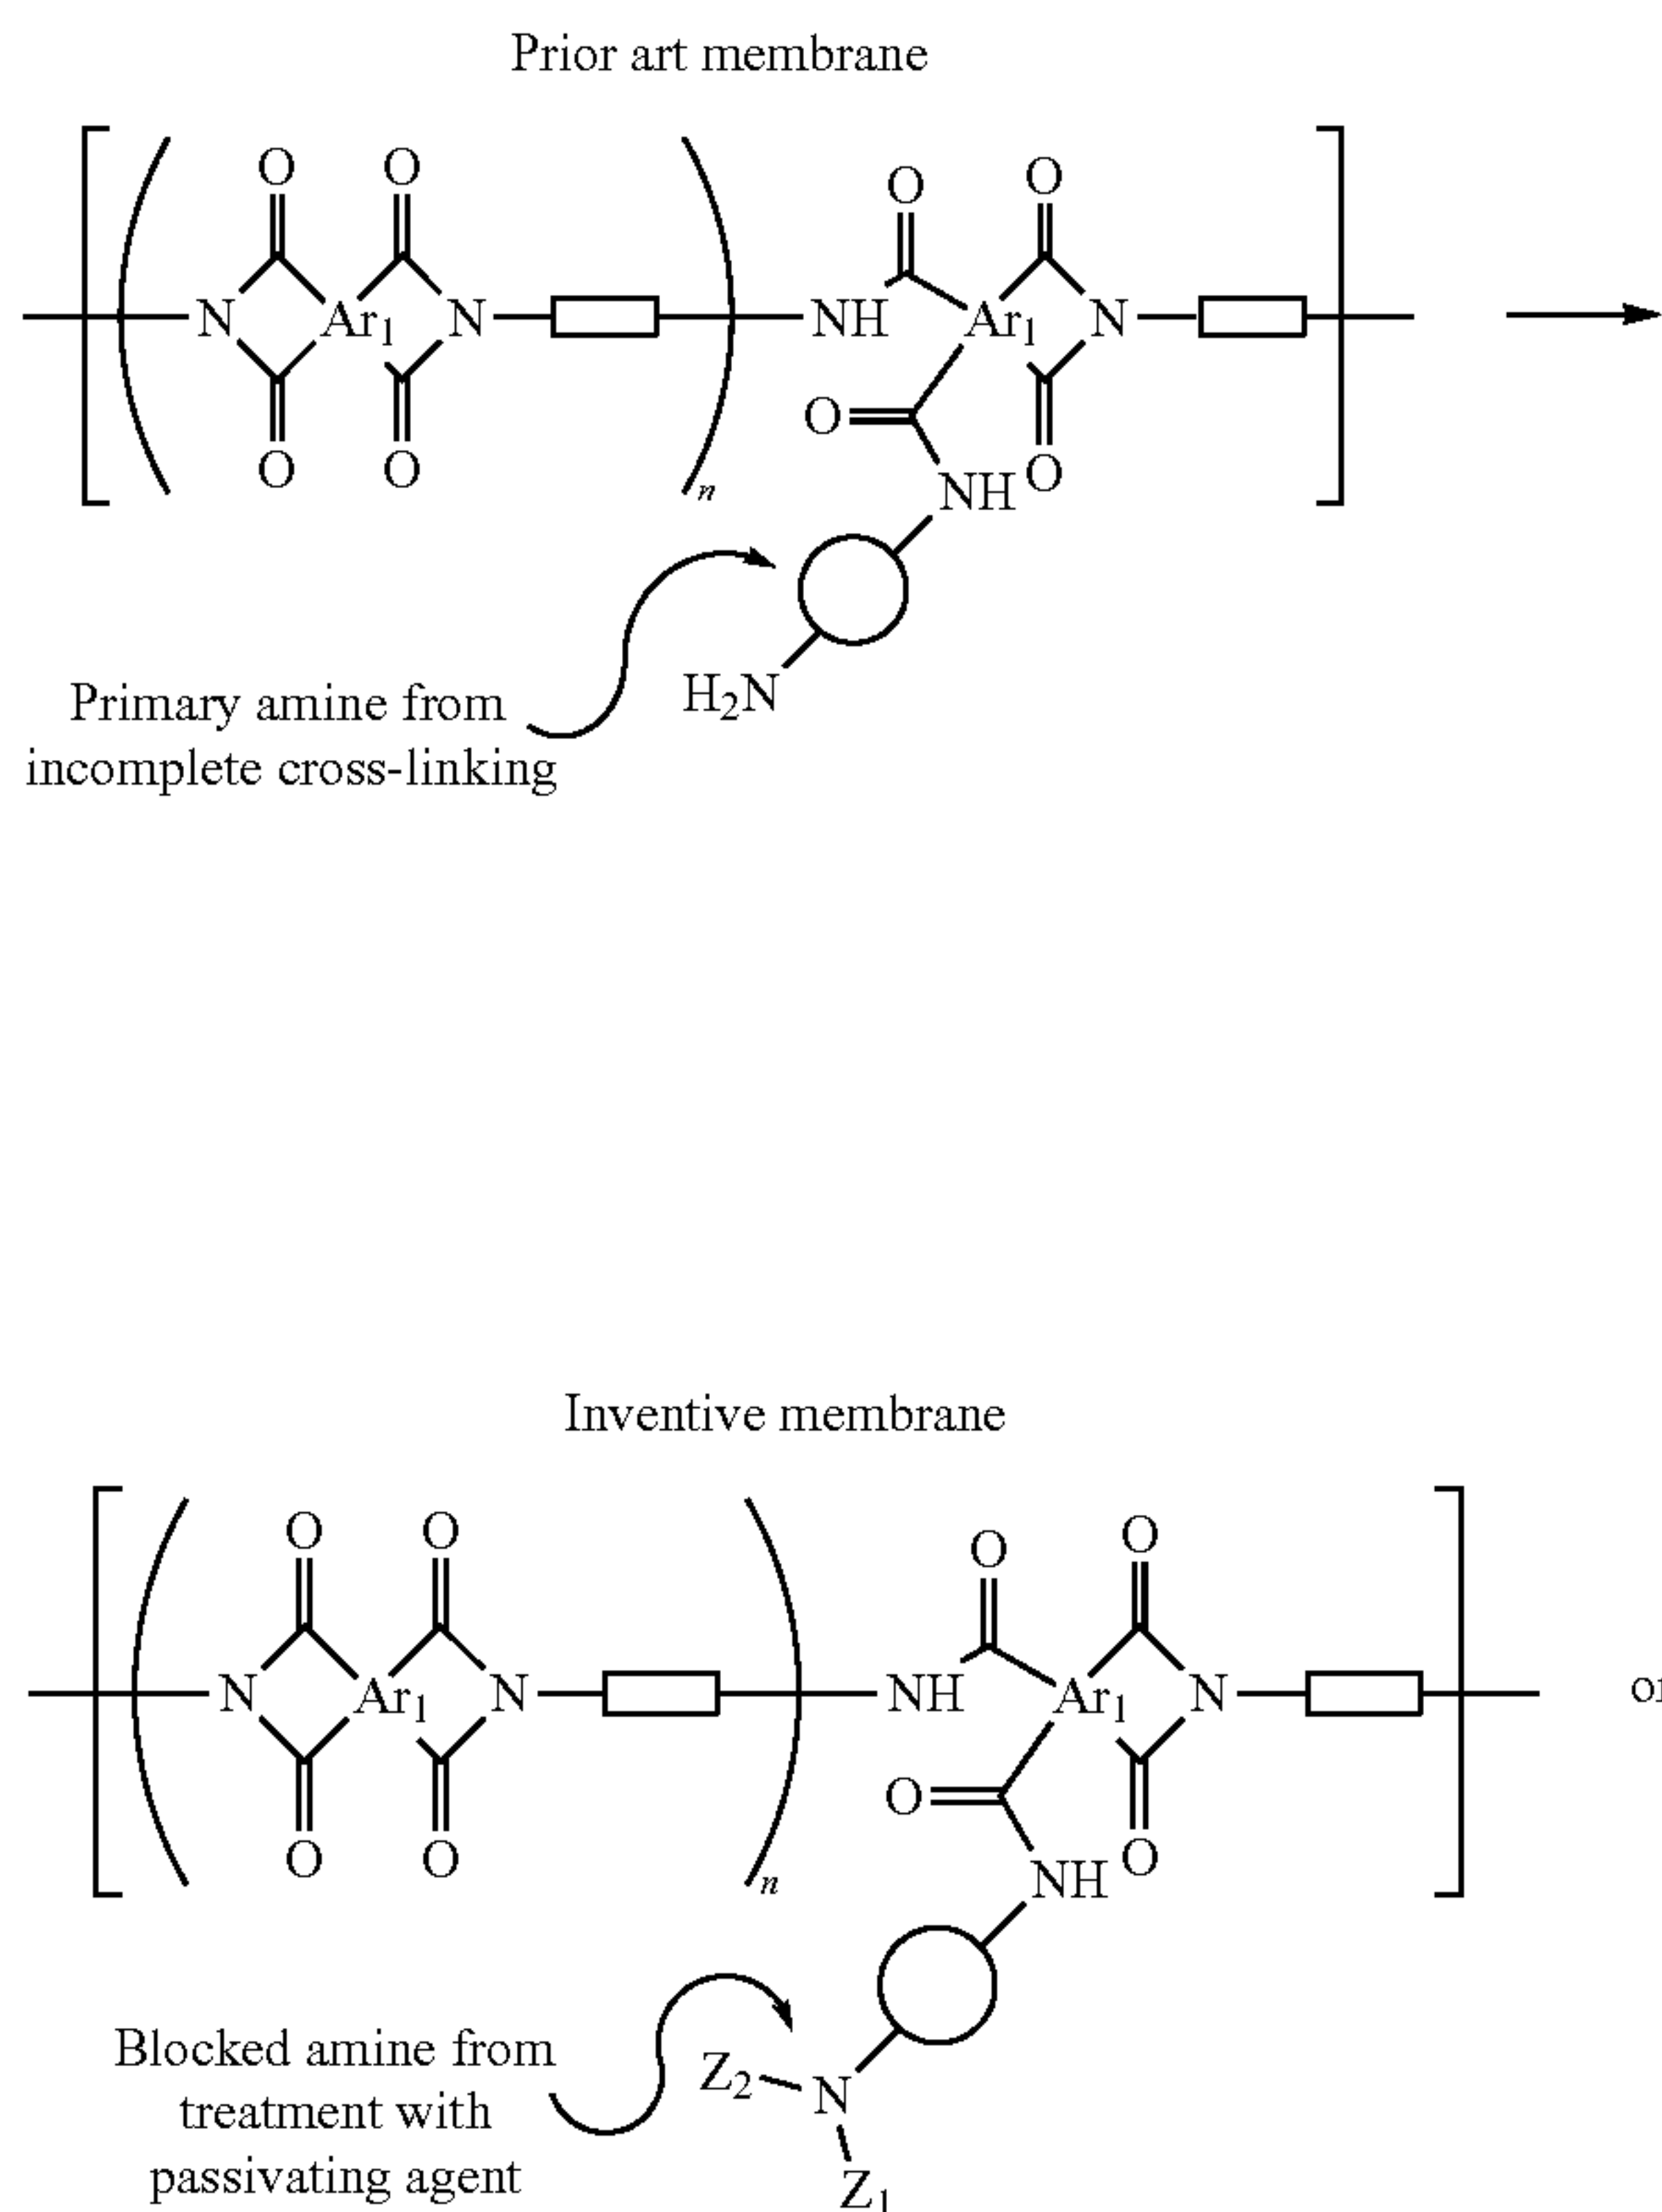 Prior art membrane
O O O O
N Ar1 N NH Ar1 N
O
O O NH O
n
H2N
Primary amine from
incomplete cross-linking
Inventive membrane
O O O O
N Ar1 N NH Ar1 N or
O
O O NH O
n
Blocked amine from
treatment with
passivating agent
Z2 N
Z1